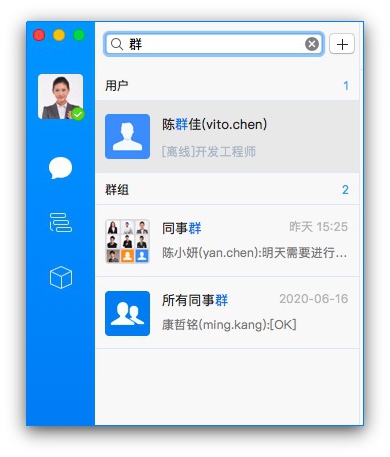 群
用户 1
陈群佳(vito.chen)
[离线]开发工程师
群组 2
同事群 昨天 15:25
陈小妍(yan.chen):明天需要进行...
所有同事群 2020-06-16
康哲铭(ming.kang):[OK]